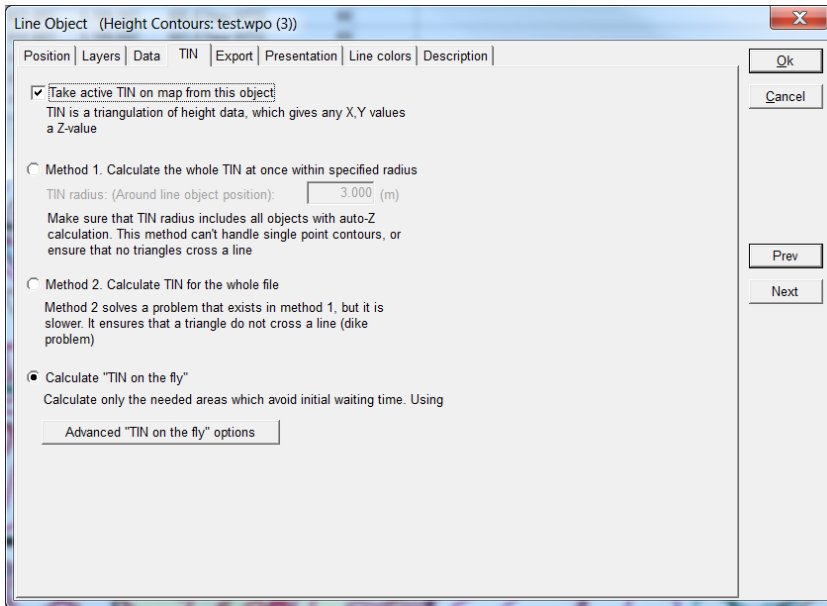 Line Object (Height Contours: test.wpo (3))
X
Position Layers Data TIN Export Presentation Line colors Description
Ok
Cancel
Prev
Next
Take active TIN on map from this object
TIN is a triangulation of height data, which gives any X,Y values
a Z-value
Method 1. Calculate the whole TIN at once within specified radius
TIN radius: (Around line object position): 3.000 (m)
Make sure that TIN radius includes all objects with auto-Z
calculation. This method can't handle single point contours, or
ensure that no triangles cross a line
Method 2. Calculate TIN for the whole file
Method 2 solves a problem that exists in method 1, but it is
slower. It ensures that a triangle do not cross a line (dike
problem)
Calculate "TIN on the fly"
Calculate only the needed areas which avoid initial waiting time. Using
Advanced "TIN on the fly" options